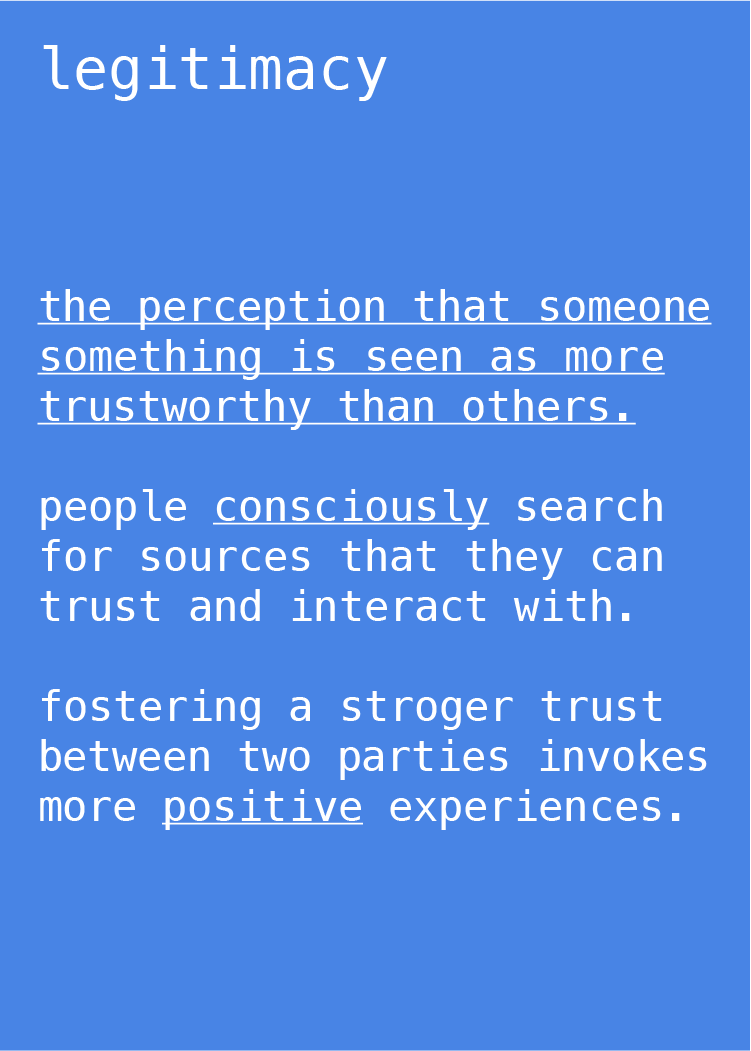 legitimacy
the perception that someone
something is seen as more
trustworthy than others.
people consciously search
for sources that they can
trust and interact with.
fostering a stroger trust
between two parties invokes
more positive experiences.